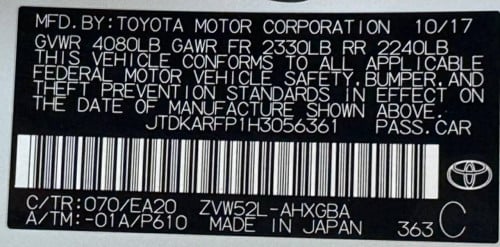 MFD.BY:TOYOTA MOTOR CORPORATION 10/17
GVWR 4080LB GAWR FR 2330LB RR 2240LB
THIS VEHICLE CONFORMS TO ALL APPLICABLE
FEDERAL MOTOR VEHICLE SAFETY,BUMPER,AND
THEFT PREVENTION STANDARDS IN EFFECT ON
THE DATE OF MANUFACTURE SHOWN ABOVE.
JTDKARFP1H3056361 PASS.CAR
C/TR:070/EA20 ZVW52L-AHXGBA C
A/TM:-01A/P610 MADE IN JAPAN 363